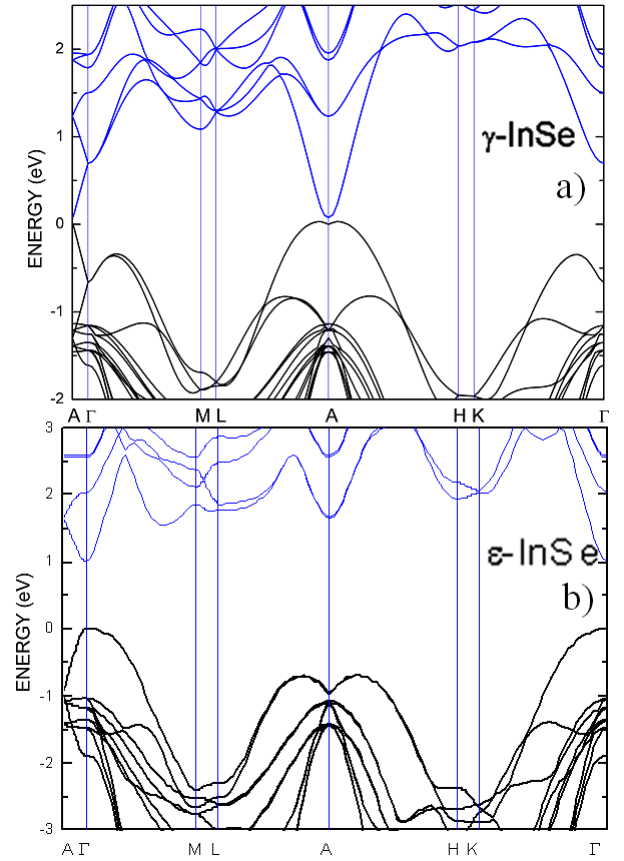 2
1
0
-1
-2
ENERGY (eV)
γ-InSe
a)
A Γ M L A H K Γ
3
2
1
0
-1
-2
-3
ENERGY (eV)
ε-InSe
b)
A Γ M L A H K Γ